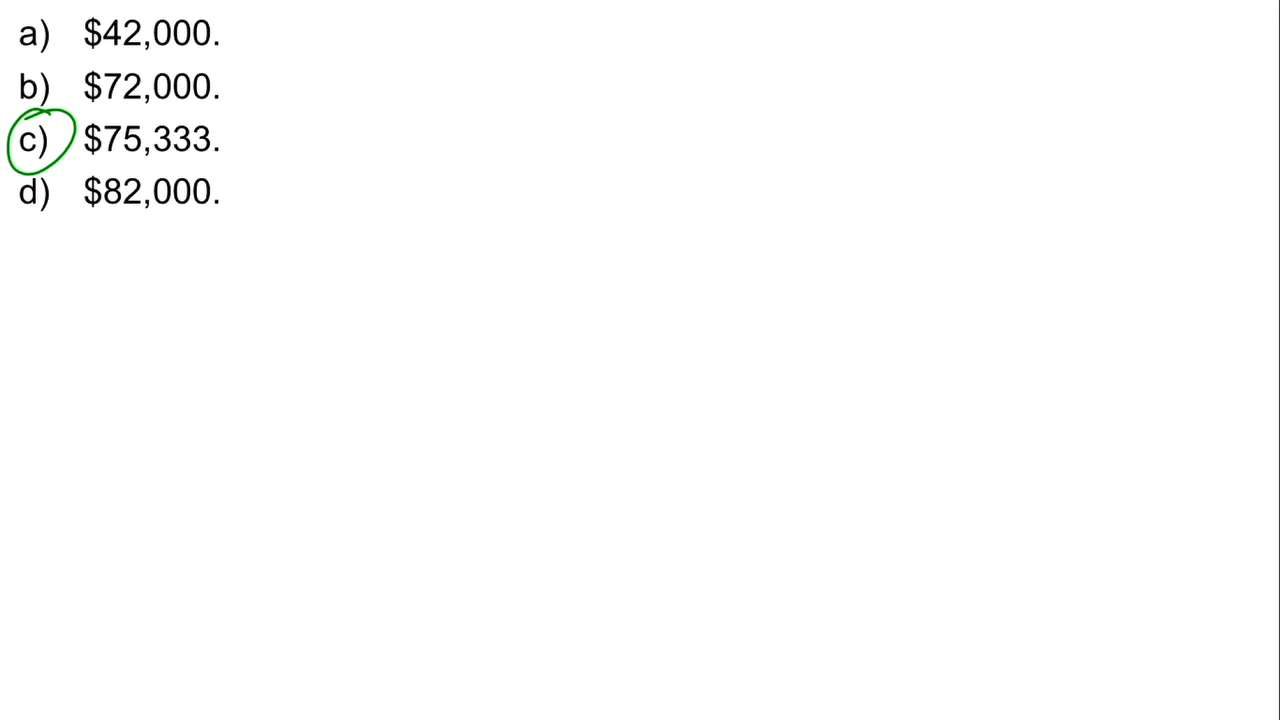 a) $42,000.
b) $72,000.
c) $75,333.
d) $82,000.